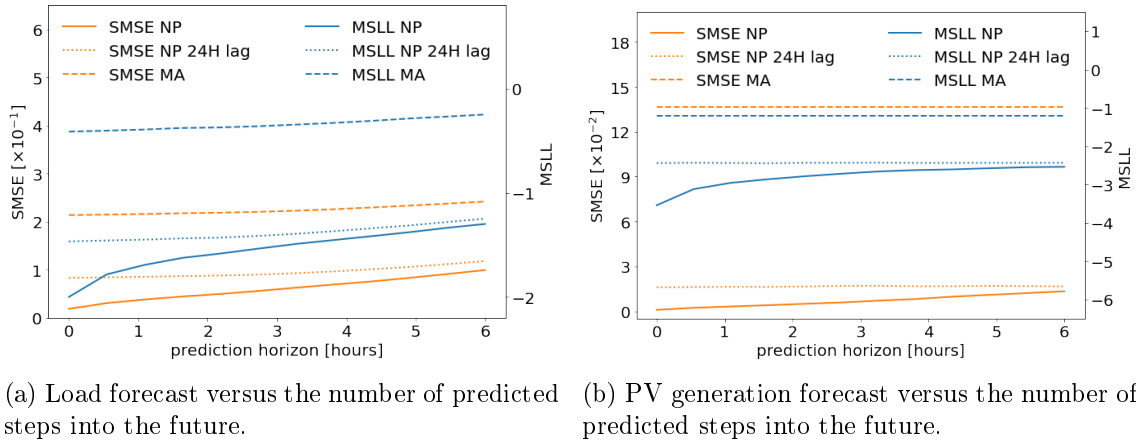 SMSE NP
SMSE NP 24H lag
SMSE MA
MSLL NP
MSLL NP 24H lag
MSLL MA
SMSE [×10⁻¹]
6
5
4
3
2
1
0
MSLL
0
−1
−2
0 1 2 3 4 5 6
prediction horizon [hours]
(a) Load forecast versus the number of predicted
steps into the future.
SMSE NP
SMSE NP 24H lag
SMSE MA
MSLL NP
MSLL NP 24H lag
MSLL MA
SMSE [×10⁻²]
18
15
12
9
6
3
0
MSLL
1
0
−1
−2
−3
−4
−5
−6
0 1 2 3 4 5 6
prediction horizon [hours]
(b) PV generation forecast versus the number of
predicted steps into the future.